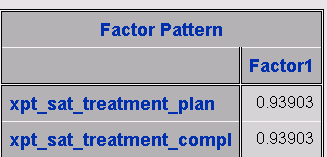 Factor Pattern
Factor1
xpt_sat_treatment_plan 0.93903
xpt_sat_treatment_compl 0.93903